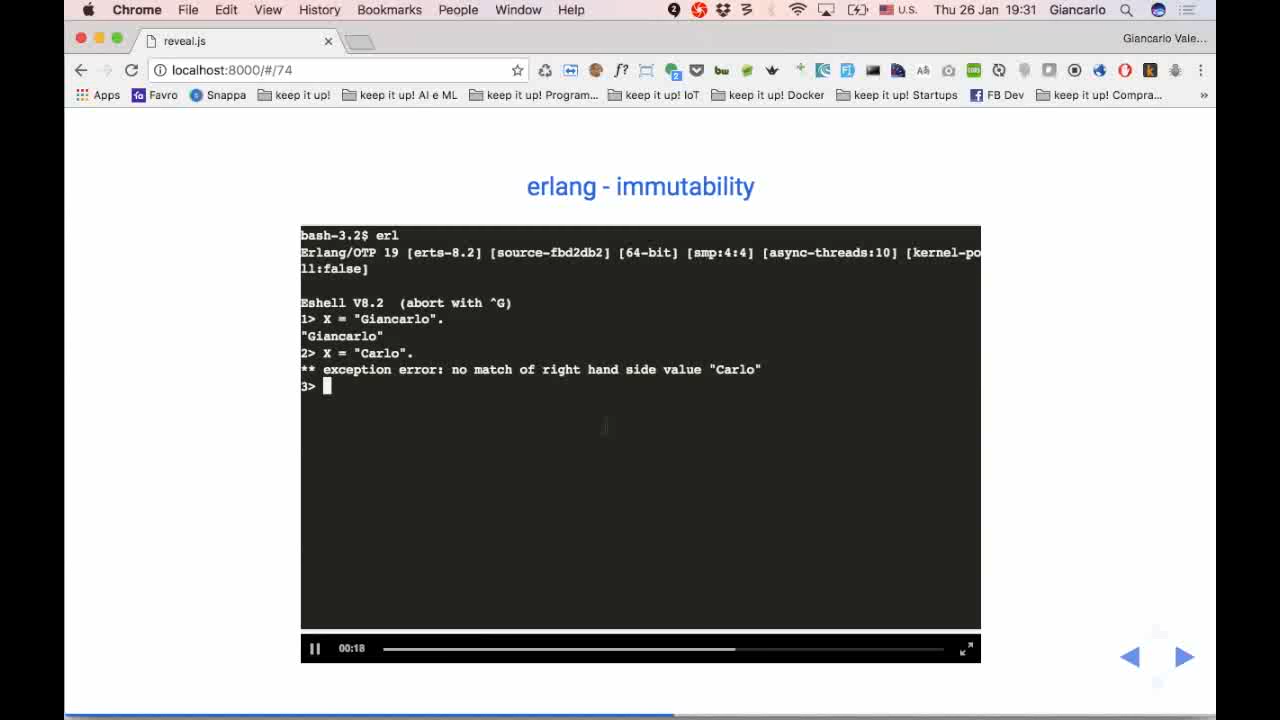 Chrome File Edit View History Bookmarks People Window Help U.S. Thu 26 Jan 19:31 Giancarlo
reveal.js Giancarlo Vale...
localhost:8000/#/74
Apps Favro Snappa keep it up! keep it up! AI e ML keep it up! Program... keep it up! IoT keep it up! Docker keep it up! Startups FB Dev keep it up! Compra... »
erlang - immutability
bash-3.2$ erl
Erlang/OTP 19 [erts-8.2] [source-fbd2db2] [64-bit] [smp:4:4] [async-threads:10] [kernel-po
ll:false]
Eshell V8.2 (abort with ^G)
1> X = "Giancarlo".
"Giancarlo"
2> X = "Carlo".
** exception error: no match of right hand side value "Carlo"
3>
00:18